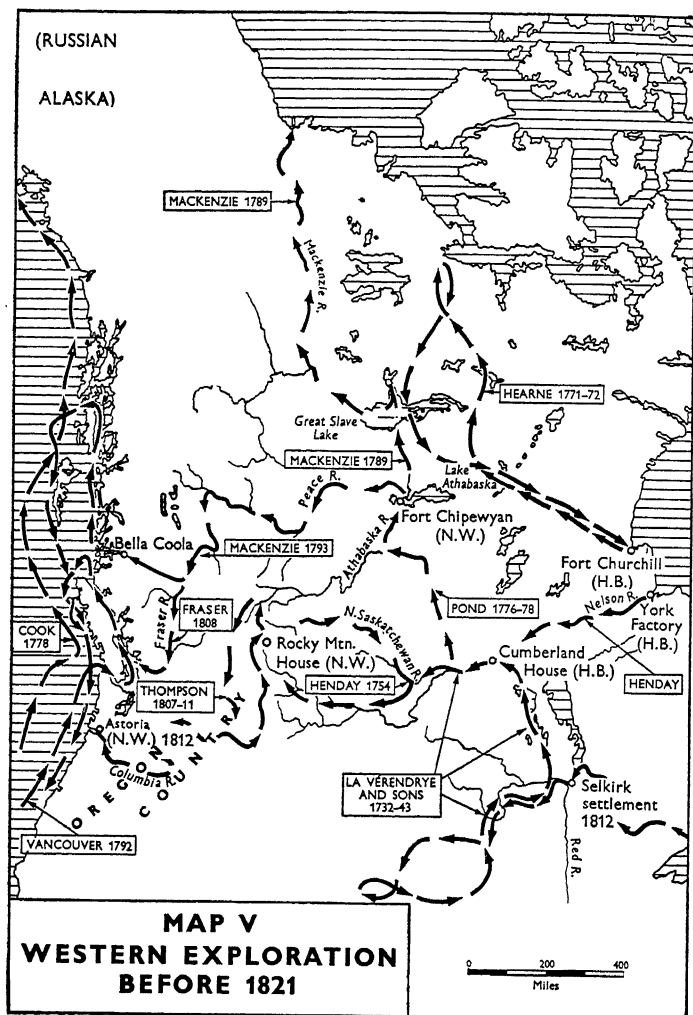 (RUSSIAN
ALASKA)
MACKENZIE 1789
Mackenzie R.
HEARNE 1771-72
Great Slave
Lake
MACKENZIE 1789
Lake
Athabaska
Peace R.
Fort Chipewyan
(N.W.)
Bella Coola
MACKENZIE 1793
Athabaska R.
Fort Churchill
(H.B.)
Nelson R.
York
Factory
(H.B.)
POND 1776-78
FRASER
1808
Fraser R.
N. Saskatchewan R.
COOK
1778
Rocky Mtn.
House (N.W.)
Cumberland
House (H.B.)
HENDAY
THOMPSON
1807-11
HENDAY 1754
Astoria
(N.W.) 1812
Columbia R.
OREGON
COUNTRY
LA VÉRENDRYE
AND SONS
1732-43
Selkirk
settlement
1812
VANCOUVER 1792
Red R.
MAP V
WESTERN EXPLORATION
BEFORE 1821
0 200 400
Miles